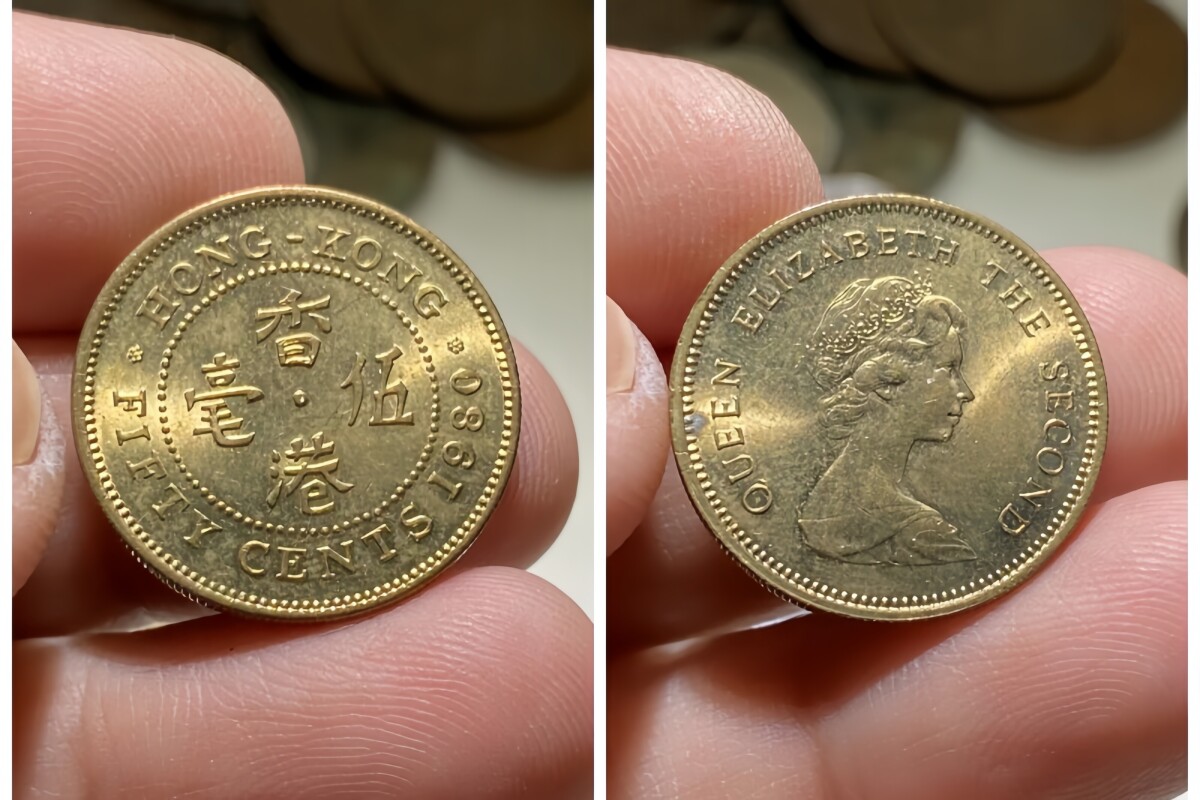 HONG-KONG
香港
伍毫
FIFTY CENTS 1980
QUEEN ELIZABETH THE SECOND